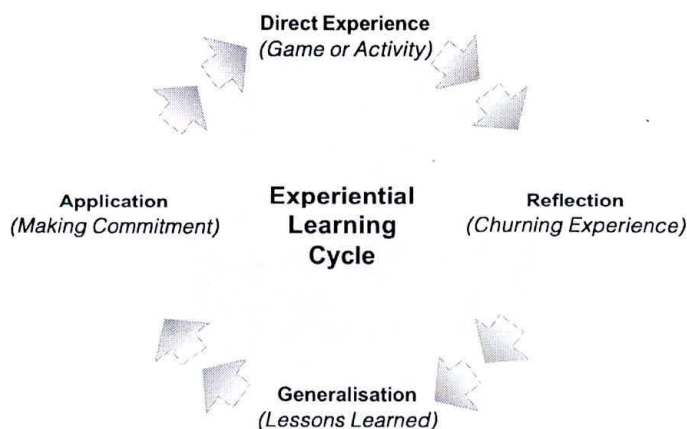 Direct Experience
(Game or Activity)
Application
(Making Commitment)
Experiential
Learning
Cycle
Reflection
(Churning Experience)
Generalisation
(Lessons Learned)